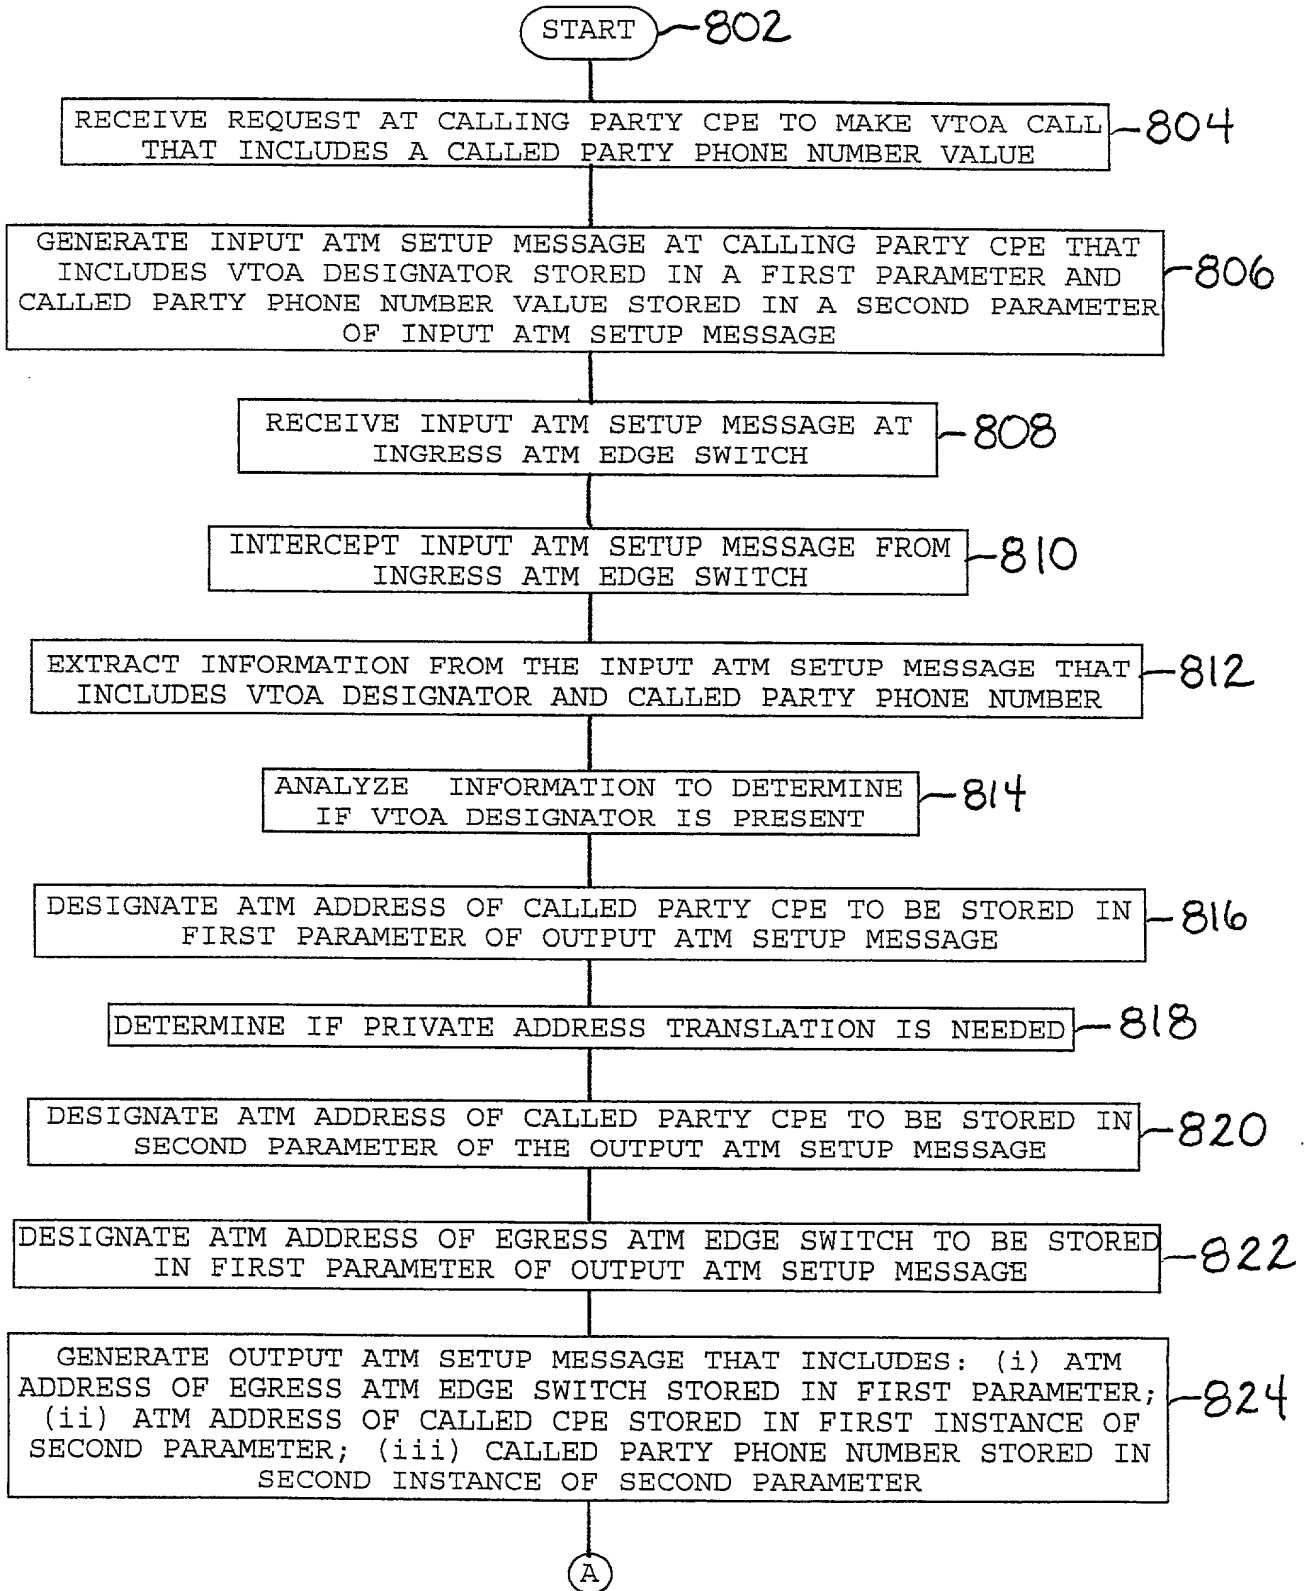 START 802
RECEIVE REQUEST AT CALLING PARTY CPE TO MAKE VTOA CALL
THAT INCLUDES A CALLED PARTY PHONE NUMBER VALUE
804
GENERATE INPUT ATM SETUP MESSAGE AT CALLING PARTY CPE THAT
INCLUDES VTOA DESIGNATOR STORED IN A FIRST PARAMETER AND
CALLED PARTY PHONE NUMBER VALUE STORED IN A SECOND PARAMETER
OF INPUT ATM SETUP MESSAGE
806
RECEIVE INPUT ATM SETUP MESSAGE AT
INGRESS ATM EDGE SWITCH
808
INTERCEPT INPUT ATM SETUP MESSAGE FROM
INGRESS ATM EDGE SWITCH
810
EXTRACT INFORMATION FROM THE INPUT ATM SETUP MESSAGE THAT
INCLUDES VTOA DESIGNATOR AND CALLED PARTY PHONE NUMBER
812
ANALYZE INFORMATION TO DETERMINE
IF VTOA DESIGNATOR IS PRESENT
814
DESIGNATE ATM ADDRESS OF CALLED PARTY CPE TO BE STORED IN
FIRST PARAMETER OF OUTPUT ATM SETUP MESSAGE
816
DETERMINE IF PRIVATE ADDRESS TRANSLATION IS NEEDED
818
DESIGNATE ATM ADDRESS OF CALLED PARTY CPE TO BE STORED IN
SECOND PARAMETER OF THE OUTPUT ATM SETUP MESSAGE
820
DESIGNATE ATM ADDRESS OF EGRESS ATM EDGE SWITCH TO BE STORED
IN FIRST PARAMETER OF OUTPUT ATM SETUP MESSAGE
822
GENERATE OUTPUT ATM SETUP MESSAGE THAT INCLUDES: (i) ATM
ADDRESS OF EGRESS ATM EDGE SWITCH STORED IN FIRST PARAMETER;
(ii) ATM ADDRESS OF CALLED CPE STORED IN FIRST INSTANCE OF
SECOND PARAMETER; (iii) CALLED PARTY PHONE NUMBER STORED IN
SECOND INSTANCE OF SECOND PARAMETER
824
A